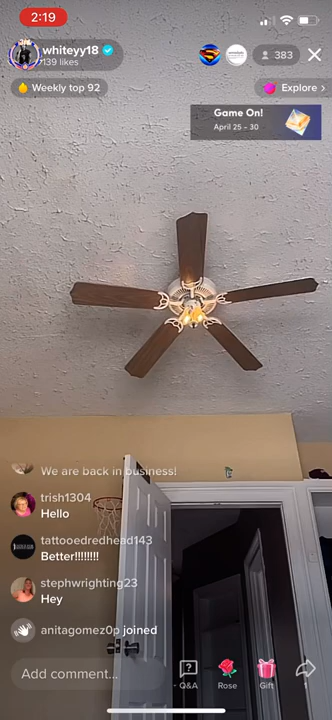 2:19
whiteyy18
139 likes
383
Weekly top 92
Explore >
Game On!
April 25 - 30
We are back in business!
trish1304
Hello
tattooedredhead143
Better!!!!!!!!
stephwrighting23
Hey
anitagomez0p joined
Add comment...
Q&A
Rose
Gift